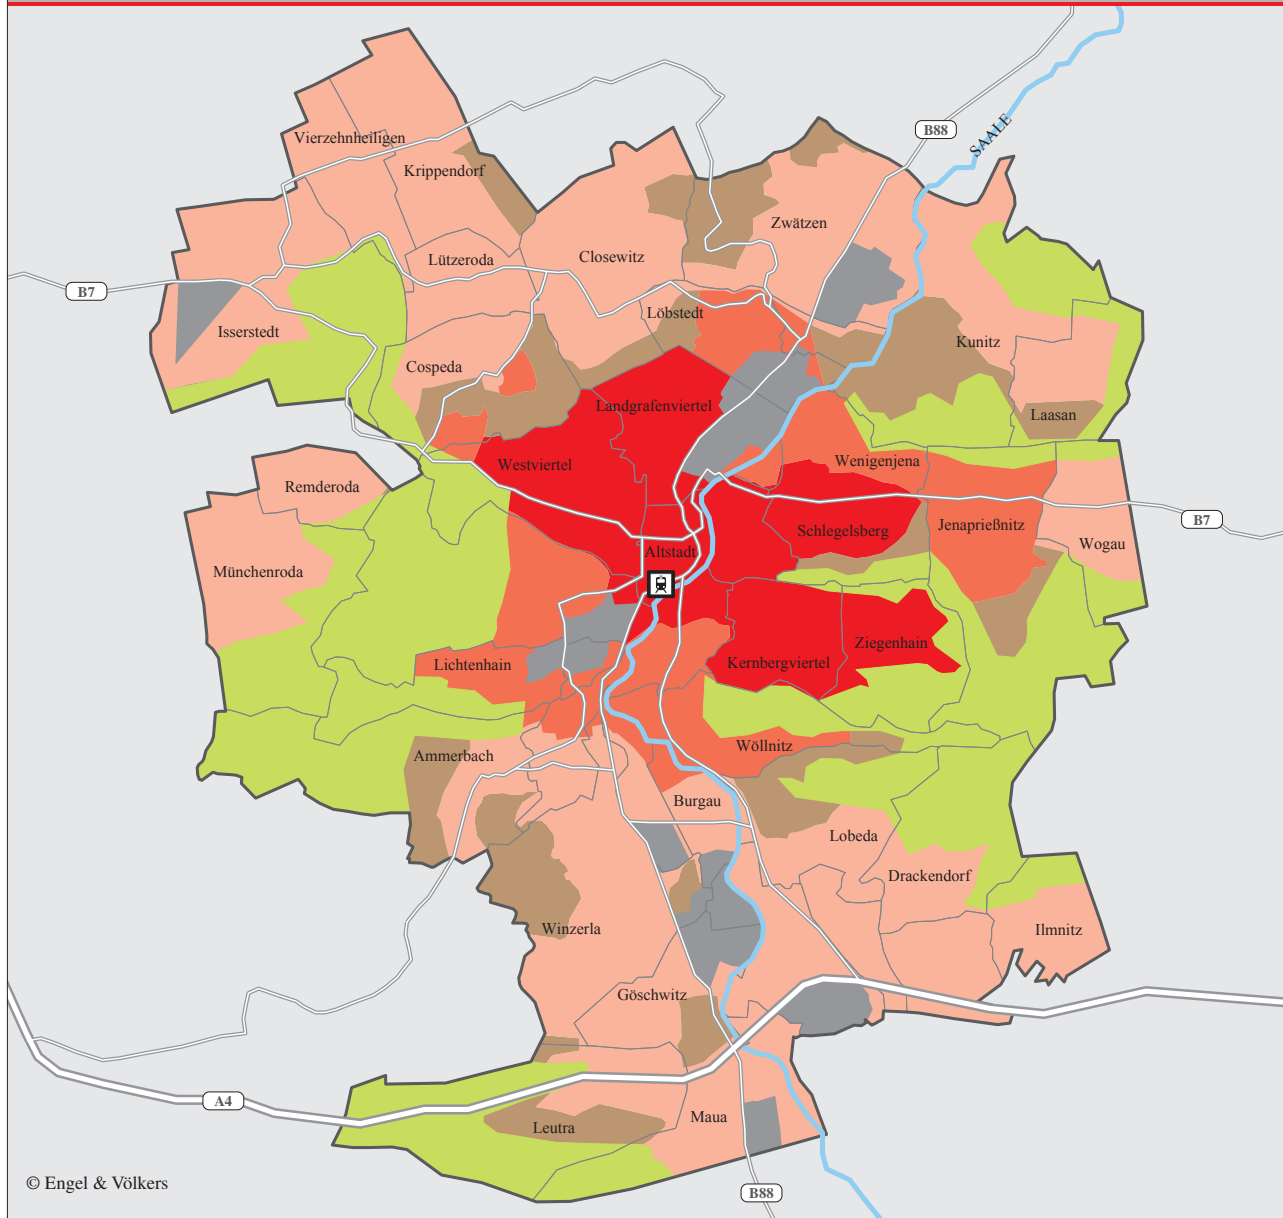 B88
SAALE
Vierzehnheiligen
Krippendorf
Zwätzen
Closewitz
Lützeroda
B7
Isserstedt
Löbstedt
Kunitz
Cospeda
Landgrafenviertel
Laasan
Westviertel
Wenigenjena
Remderoda
B7
Schlegelsberg
Jenaprießnitz
Wogau
Altstadt
Münchenroda
Ziegenhain
Lichtenhain
Kernbergviertel
Wöllnitz
Ammerbach
Burgau
Lobeda
Drackendorf
Winzerla
Ilmnitz
Göschwitz
A4
Maua
Leutra
© Engel & Völkers
B88